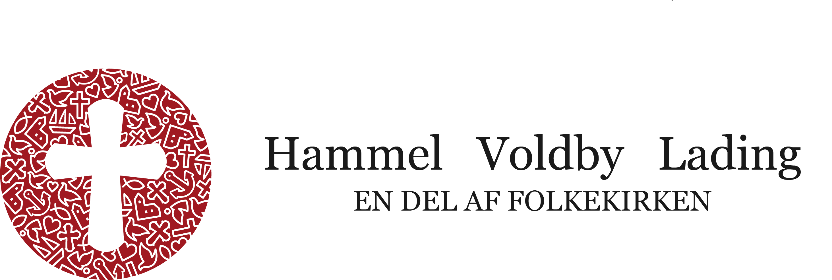 Hammel Voldby Lading
EN DEL AF FOLKEKIRKEN